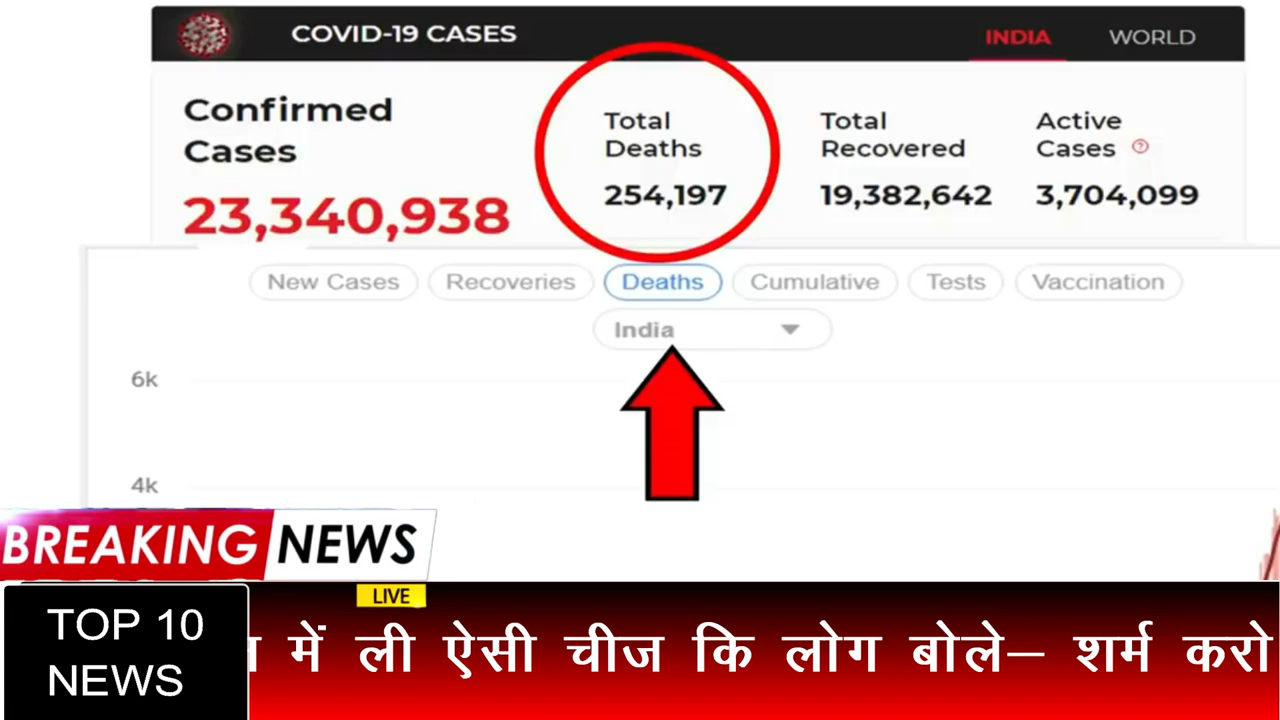 COVID-19 CASES
INDIA
WORLD
Confirmed
Cases
23,340,938
Total
Deaths
254,197
Total
Recovered
19,382,642
Active
Cases ?
3,704,099
New Cases
Recoveries
Deaths
Cumulative
Tests
Vaccination
India
6k
4k
BREAKING NEWS
LIVE
TOP 10
NEWS
में ली ऐसी चीज कि लोग बोले– शर्म करो